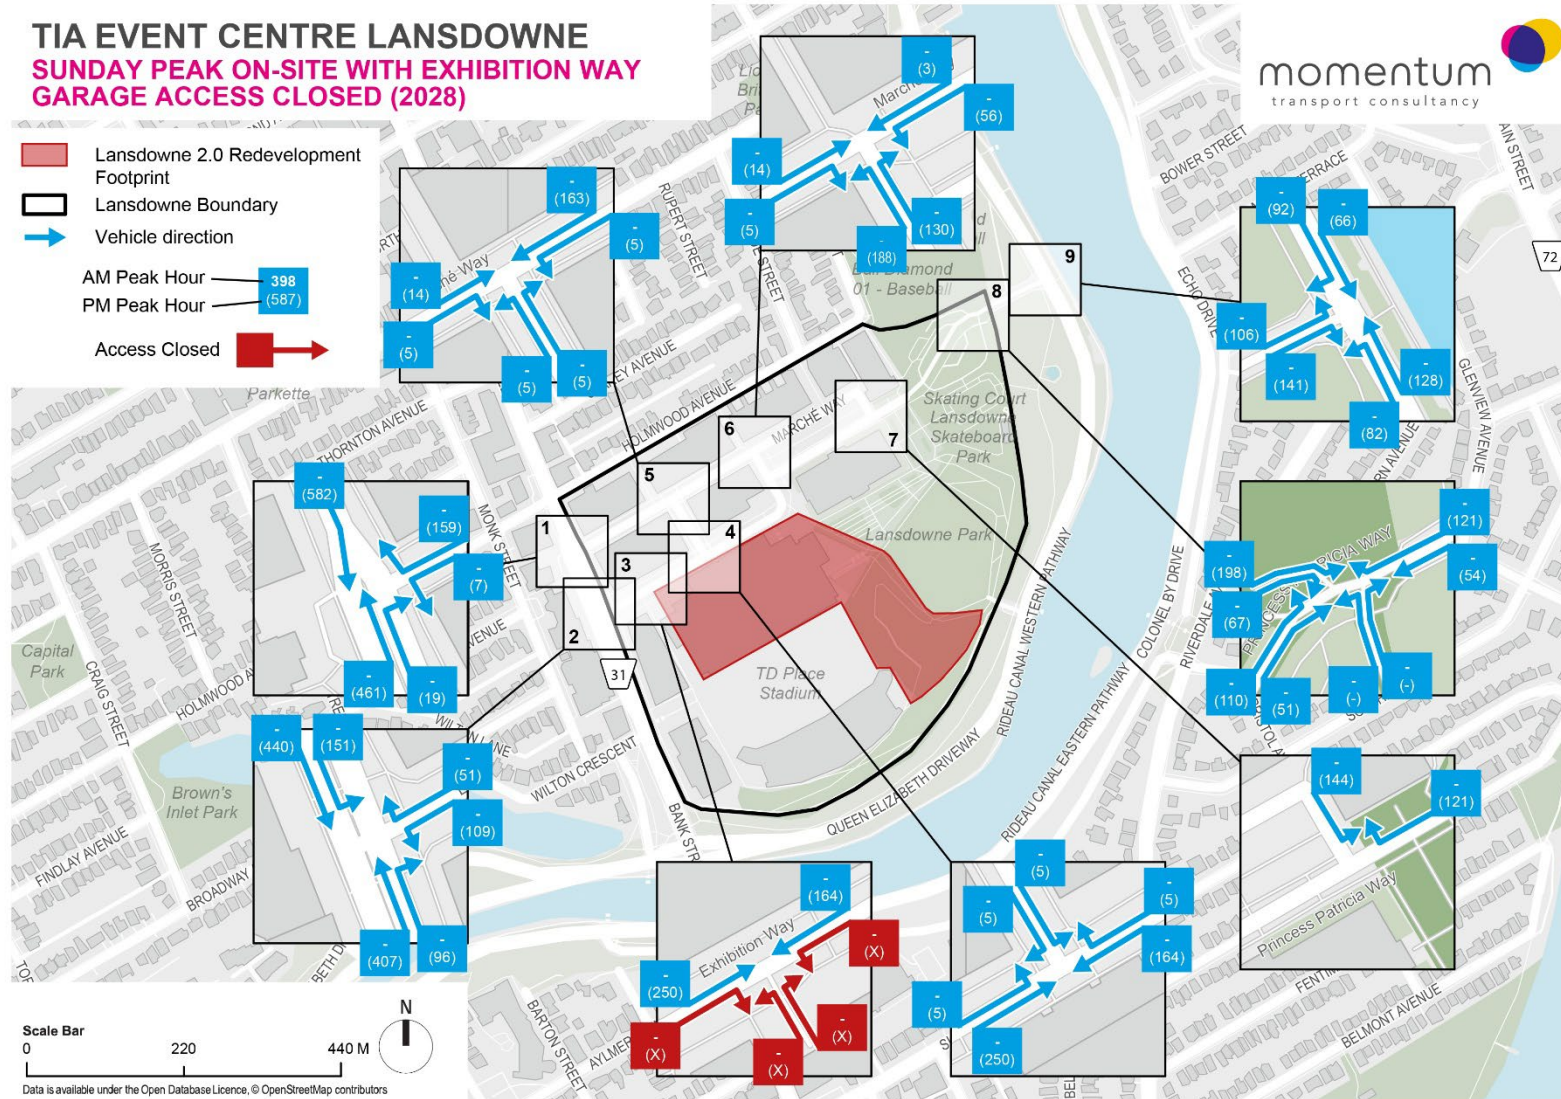 TIA EVENT CENTRE LANSDOWNE
SUNDAY PEAK ON-SITE WITH EXHIBITION WAY
GARAGE ACCESS CLOSED (2028)
momentum
transport consultancy
Lansdowne 2.0 Redevelopment
Footprint
Lansdowne Boundary
Vehicle direction
AM Peak Hour
PM Peak Hour
398
(587)
Access Closed
-
(163)
-
(5)
-
(14)
-
(5)
-
(5)
-
(5)
-
(3)
-
(56)
-
(14)
-
(5)
-
(188)
-
(130)
-
(92)
-
(66)
-
(106)
-
(141)
-
(128)
-
(82)
-
(582)
-
(159)
-
(7)
-
(461)
-
(19)
-
(121)
-
(54)
-
(198)
-
(67)
-
(110)
-
(51)
-
(-)
-
(-)
-
(440)
-
(151)
-
(51)
-
(109)
-
(407)
-
(96)
-
(144)
-
(121)
-
(164)
-
(X)
-
(250)
-
(X)
-
(X)
-
(X)
-
(5)
-
(5)
-
(5)
-
(164)
-
(5)
-
(250)
1
2
3
4
5
6
7
8
9
31
72
BOWER STREET
RUPERT STREET
ECHO DRIVE
GLENVIEW AVENUE
Parkette
THORNTON AVENUE
HOLMWOOD AVENUE
MARCHÉ WAY
01 - Baseball
Skating Court
Lansdowne
Skateboard
Park
Lansdowne Park
TD Place
Stadium
MONK STREET
MORRIS STREET
CRAIG STREET
Capital
Park
Brown's
Inlet Park
WILTON CRESCENT
FINDLAY AVENUE
BROADWAY
QUEEN ELIZABETH DRIVEWAY
RIDEAU CANAL WESTERN PATHWAY
RIDEAU CANAL EASTERN PATHWAY
COLONEL BY DRIVE
Exhibition Way
Princess Patricia Way
BARTON STREET
BELMONT AVENUE
N
Scale Bar
0 220 440 M
Data is available under the Open Database Licence, © OpenStreetMap contributors